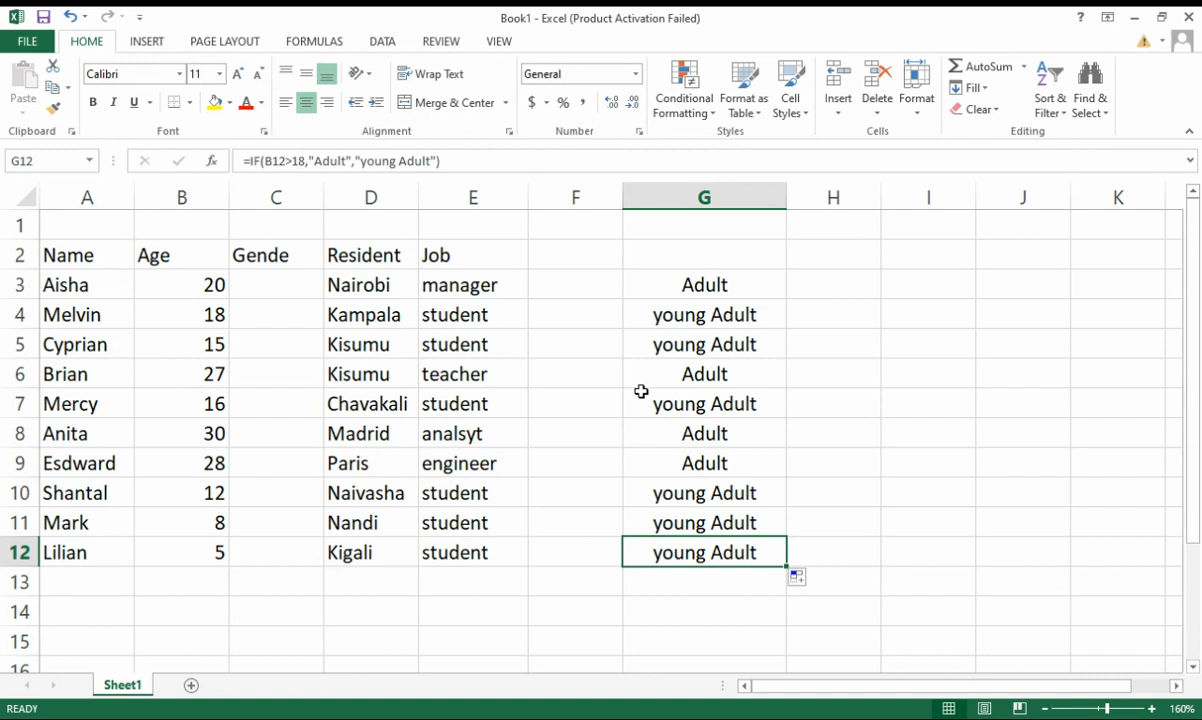 Book1 - Excel (Product Activation Failed)
FILE HOME INSERT PAGE LAYOUT FORMULAS DATA REVIEW VIEW
Paste
Calibri 11
B I U
A A A
Wrap Text
Merge & Center
General
$ % ,
Conditional Formatting
Format as Table
Cell Styles
Insert
Delete
Format
AutoSum
Fill
Clear
Sort & Filter
Find & Select
Clipboard Font Alignment Number Styles Cells Editing
G12 fx =IF(B12>18,"Adult","young Adult")
A B C D E F G H I J K
1
2 Name Age Gende Resident Job
3 Aisha 20 Nairobi manager Adult
4 Melvin 18 Kampala student young Adult
5 Cyprian 15 Kisumu student young Adult
6 Brian 27 Kisumu teacher Adult
7 Mercy 16 Chavakali student young Adult
8 Anita 30 Madrid analsyt Adult
9 Esdward 28 Paris engineer Adult
10 Shantal 12 Naivasha student young Adult
11 Mark 8 Nandi student young Adult
12 Lilian 5 Kigali student young Adult
13
14
15
16
Sheet1
READY 160%